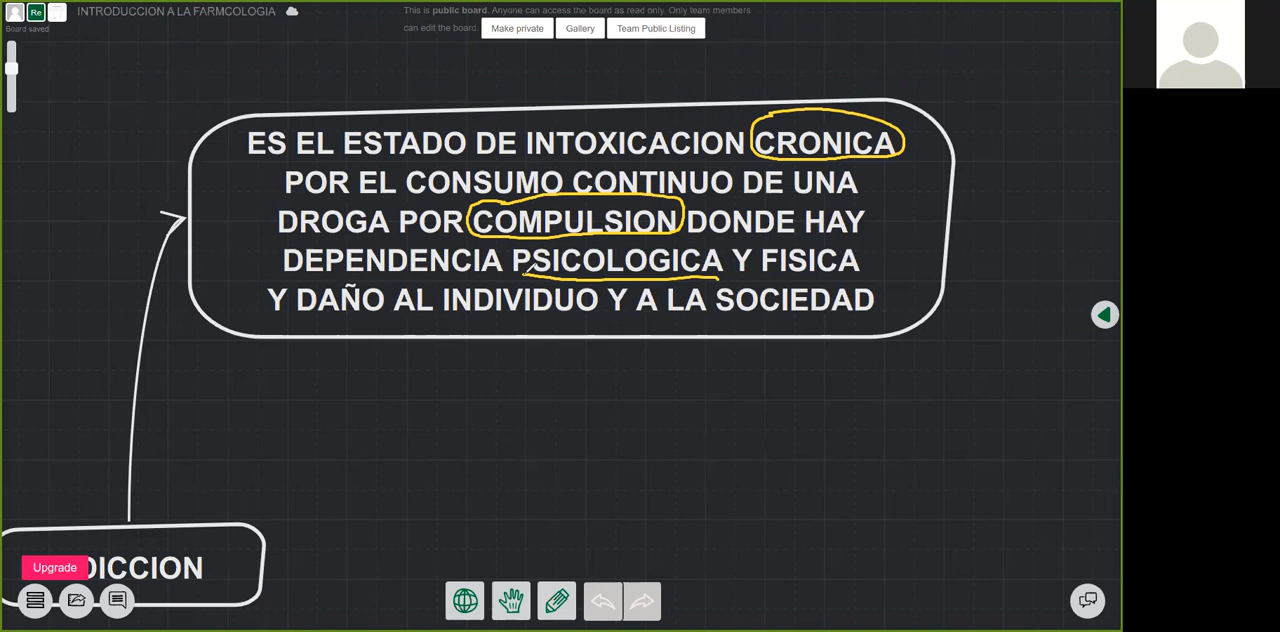 Re
INTRODUCCION A LA FARMCOLOGIA
Board saved
This is public board. Anyone can access the board as read only. Only team members
can edit the board
Make private
Gallery
Team Public Listing
ES EL ESTADO DE INTOXICACION CRONICA
POR EL CONSUMO CONTINUO DE UNA
DROGA POR COMPULSION DONDE HAY
DEPENDENCIA PSICOLOGICA Y FISICA
Y DAÑO AL INDIVIDUO Y A LA SOCIEDAD
Upgrade
DICCION